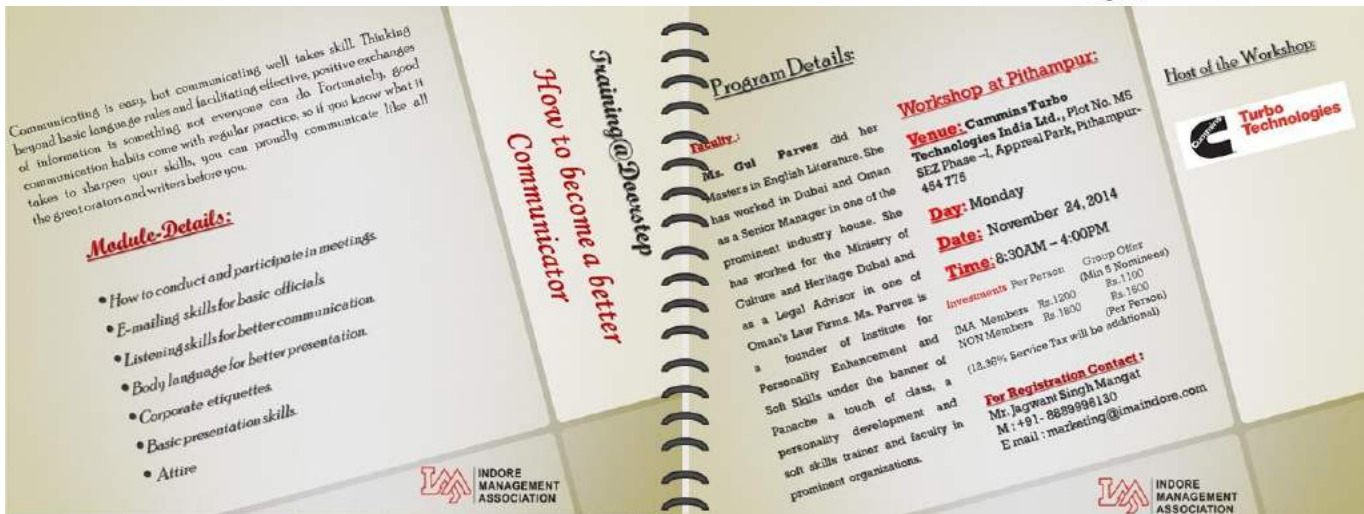 Communicating is easy, but communicating well takes skill. Thinking
beyond basic language rules and facilitating effective, positive exchanges
of information is something not everyone can do. Fortunately, good
communication habits come with regular practice, so if you know what it
takes to sharpen your skills, you can proudly communicate like all
the great orators and writers before you.
Module-Details:
• How to conduct and participate in meetings.
• E-mailing skills for basic officials.
• Listening skills for better communication.
• Body language for better presentation.
• Corporate etiquettes.
• Basic presentation skills.
• Attire
IMA
INDORE
MANAGEMENT
ASSOCIATION
Training@Doorstep
How to become a better
Communicator
Program Details:
Faculty.:
Ms. Gul Parvez did her
Masters in English Literature. She
has worked in Dubai and Oman
as a Senior Manager in one of the
prominent industry house. She
has worked for the Ministry of
Culture and Heritage Dubai and
as a Legal Advisor in one of
Oman's Law Firms. Ms. Parvez is
a founder of Institute for
Personality Enhancement and
Soft Skills under the banner of
Panache a touch of class, a
personality development and
soft skills trainer and faculty in
prominent organizations.
Workshop at Pithampur:
Venue: Cummins Turbo
Technologies India Ltd., Plot No. M5
SEZ Phase –I, Appreal Park, Pithampur-
454 775
Day: Monday
Date: November 24, 2014
Time: 8:30AM – 4:00PM
Investments Per Person Group Offer
(Min 5 Nominees)
IMA Members Rs.1200 Rs.1100
NON Members Rs.1800 Rs.1600
(Per Person)
(12.36% Service Tax will be additional)
For Registration Contact :
Mr. Jagwant Singh Mangat
M : +91- 8889996130
E mail : marketing@imaindore.com
IMA
INDORE
MANAGEMENT
ASSOCIATION
Host of the Workshop:
Cummins
Turbo
Technologies